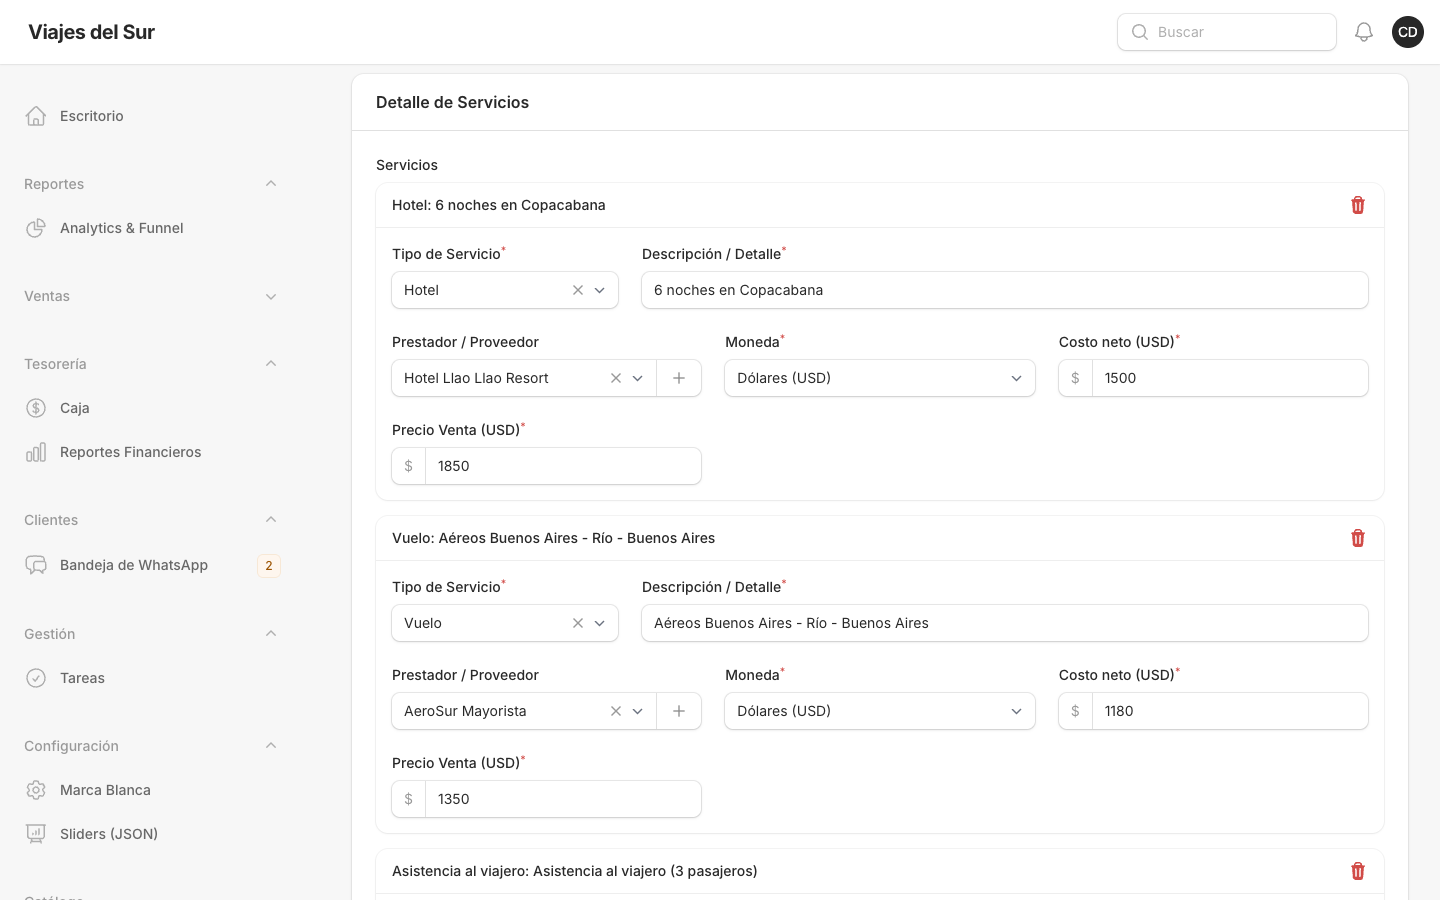 Viajes del Sur
Buscar
CD
Escritorio
Reportes
Analytics & Funnel
Ventas
Tesorería
Caja
Reportes Financieros
Clientes
Bandeja de WhatsApp 2
Gestión
Tareas
Configuración
Marca Blanca
Sliders (JSON)
Detalle de Servicios
Servicios
Hotel: 6 noches en Copacabana
Tipo de Servicio* Descripción / Detalle*
Hotel 6 noches en Copacabana
Prestador / Proveedor Moneda* Costo neto (USD)*
Hotel Llao Llao Resort Dólares (USD) $ 1500
Precio Venta (USD)*
$ 1850
Vuelo: Aéreos Buenos Aires - Río - Buenos Aires
Tipo de Servicio* Descripción / Detalle*
Vuelo Aéreos Buenos Aires - Río - Buenos Aires
Prestador / Proveedor Moneda* Costo neto (USD)*
AeroSur Mayorista Dólares (USD) $ 1180
Precio Venta (USD)*
$ 1350
Asistencia al viajero: Asistencia al viajero (3 pasajeros)